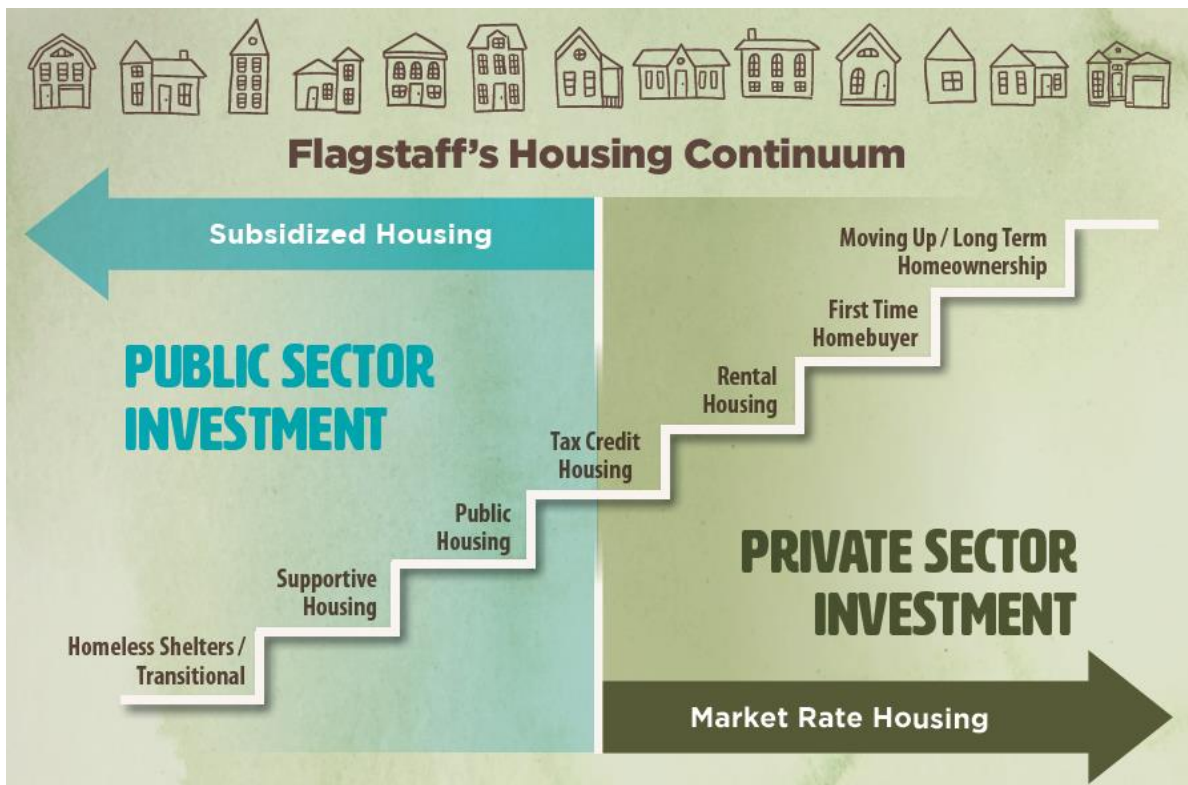 Flagstaff's Housing Continuum
Subsidized Housing
Moving Up / Long Term
Homeownership
First Time
Homebuyer
PUBLIC SECTOR
INVESTMENT
Rental
Housing
Tax Credit
Housing
Public
Housing
PRIVATE SECTOR
INVESTMENT
Supportive
Housing
Homeless Shelters /
Transitional
Market Rate Housing